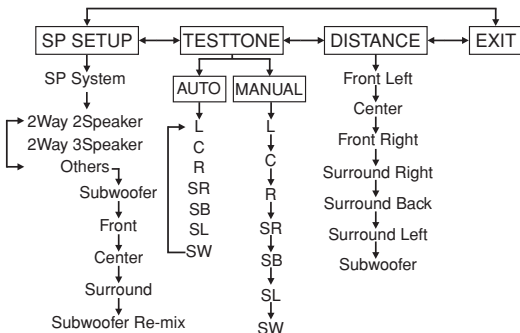 SP SETUP
TESTTONE
DISTANCE
EXIT
SP System
2Way 2Speaker
2Way 3Speaker
Others
Subwoofer
Front
Center
Surround
Subwoofer Re-mix
AUTO
L
C
R
SR
SB
SL
SW
MANUAL
L
C
R
SR
SB
SL
SW
Front Left
Center
Front Right
Surround Right
Surround Back
Surround Left
Subwoofer